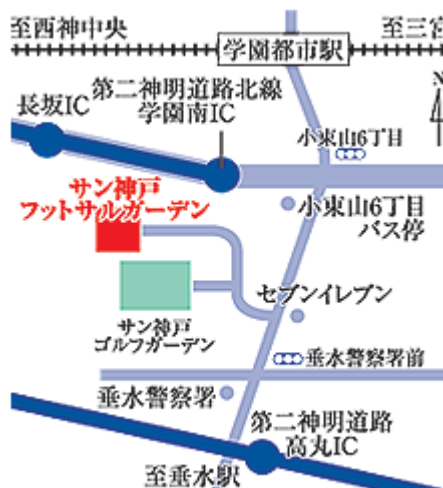 至西神中央
至三宮
学園都市駅
第二神明道路北線
学園南IC
長坂IC
N
小束山6丁目
サン神戸
フットサルガーデン
小束山6丁目
バス停
セブンイレブン
サン神戸
ゴルフガーデン
垂水警察署前
垂水警察署
第二神明道路
高丸IC
至垂水駅